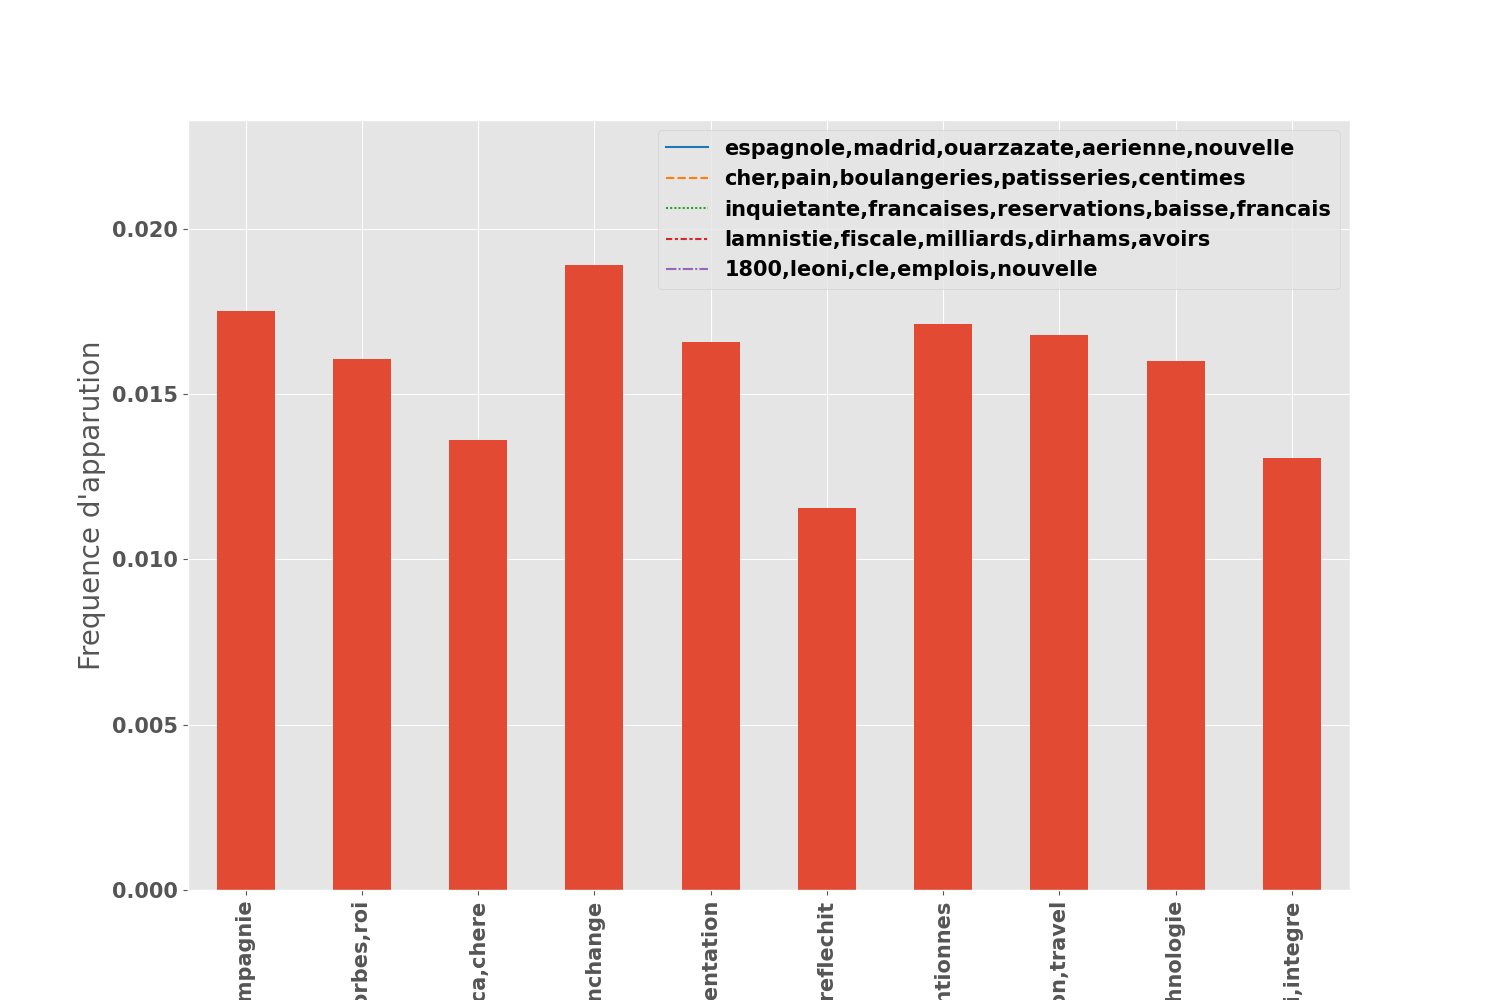 espagnole,madrid,ouarzazate,aerienne,nouvelle
cher,pain,boulangeries,patisseries,centimes
inquietante,francaises,reservations,baisse,francais
lamnistie,fiscale,milliards,dirhams,avoirs
1800,leoni,cle,emplois,nouvelle
Frequence d'apparution
0.020
0.015
0.010
0.005
0.000
mpagnie
orbes,roi
ca,chere
nchange
entation
reflechit
ntionnes
on,travel
hnologie
i,integre